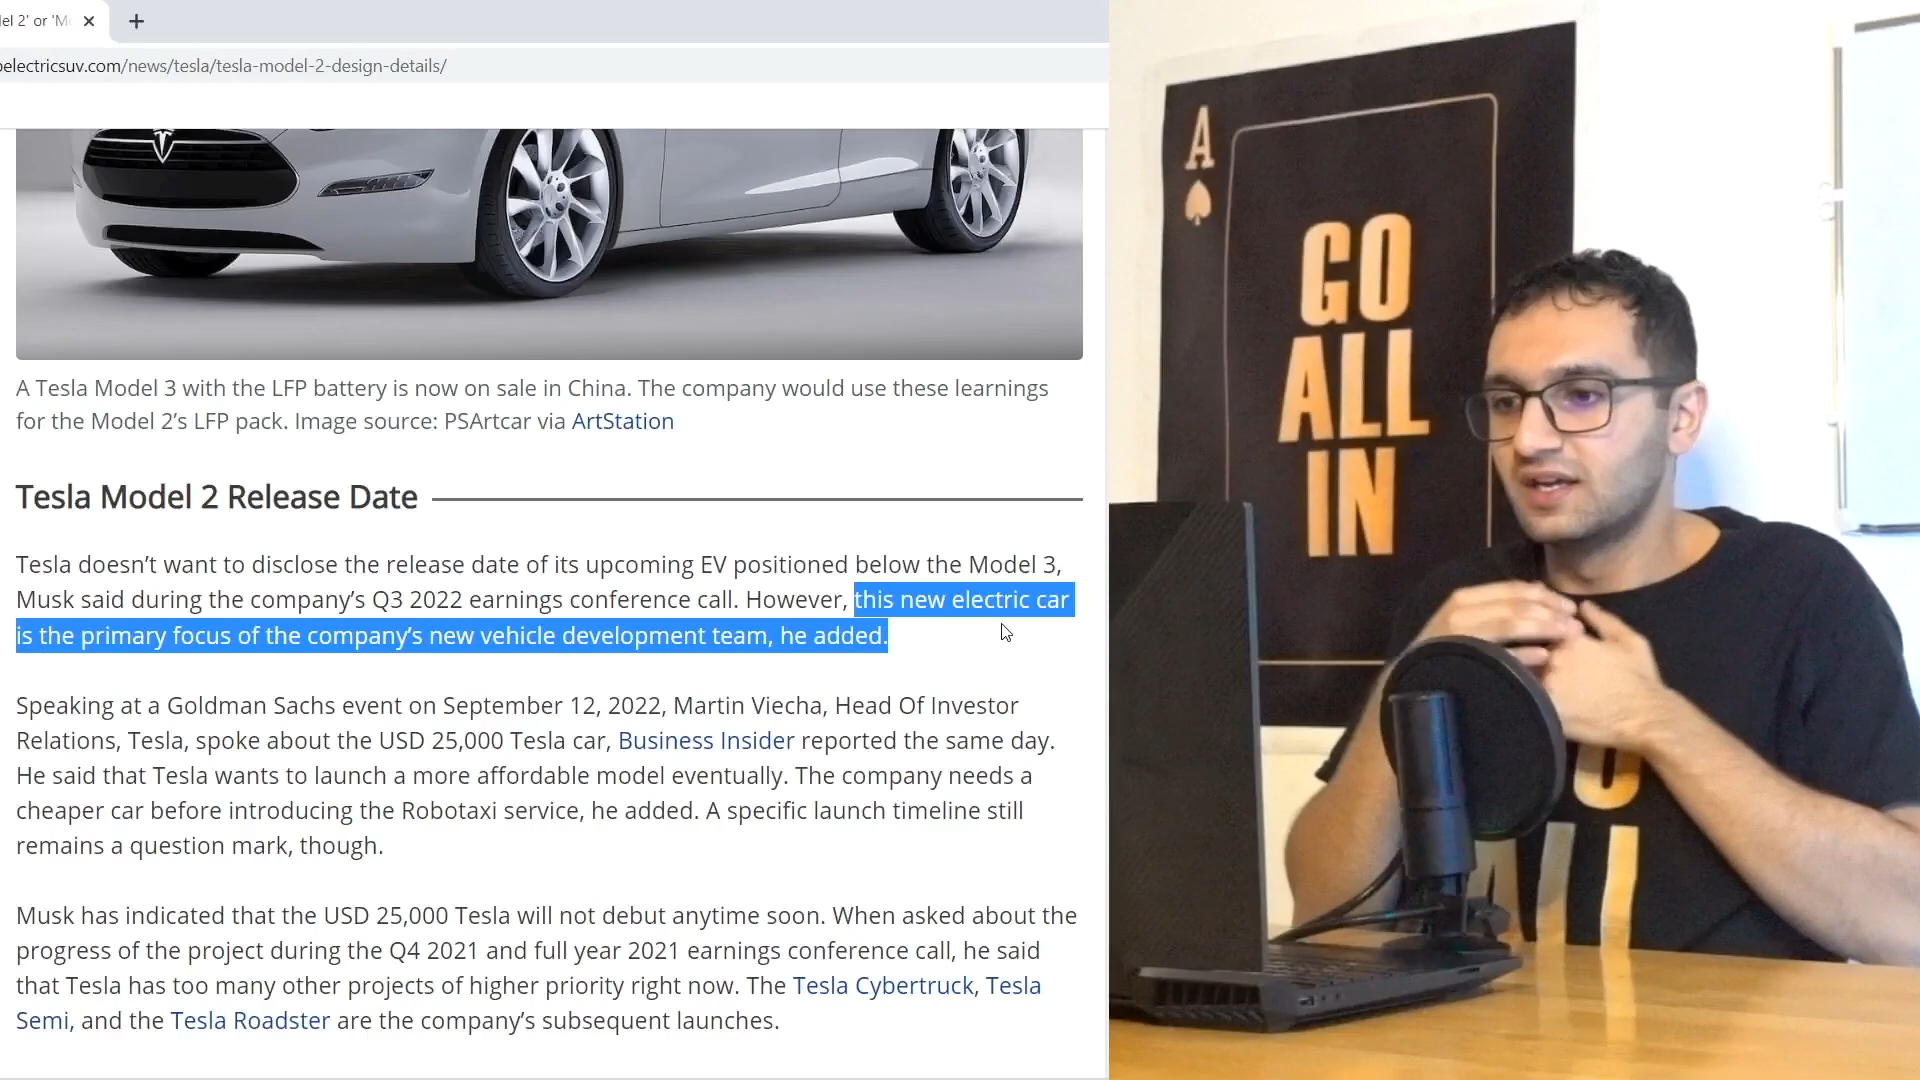 el 2' or 'M
electricsuv.com/news/tesla/tesla-model-2-design-details/
A Tesla Model 3 with the LFP battery is now on sale in China. The company would use these learnings
for the Model 2’s LFP pack. Image source: PSArtcar via ArtStation
Tesla Model 2 Release Date
Tesla doesn’t want to disclose the release date of its upcoming EV positioned below the Model 3,
Musk said during the company’s Q3 2022 earnings conference call. However, this new electric car
is the primary focus of the company’s new vehicle development team, he added.
Speaking at a Goldman Sachs event on September 12, 2022, Martin Viecha, Head Of Investor
Relations, Tesla, spoke about the USD 25,000 Tesla car, Business Insider reported the same day.
He said that Tesla wants to launch a more affordable model eventually. The company needs a
cheaper car before introducing the Robotaxi service, he added. A specific launch timeline still
remains a question mark, though.
Musk has indicated that the USD 25,000 Tesla will not debut anytime soon. When asked about the
progress of the project during the Q4 2021 and full year 2021 earnings conference call, he said
that Tesla has too many other projects of higher priority right now. The Tesla Cybertruck, Tesla
Semi, and the Tesla Roadster are the company’s subsequent launches.
A
GO
ALL
IN